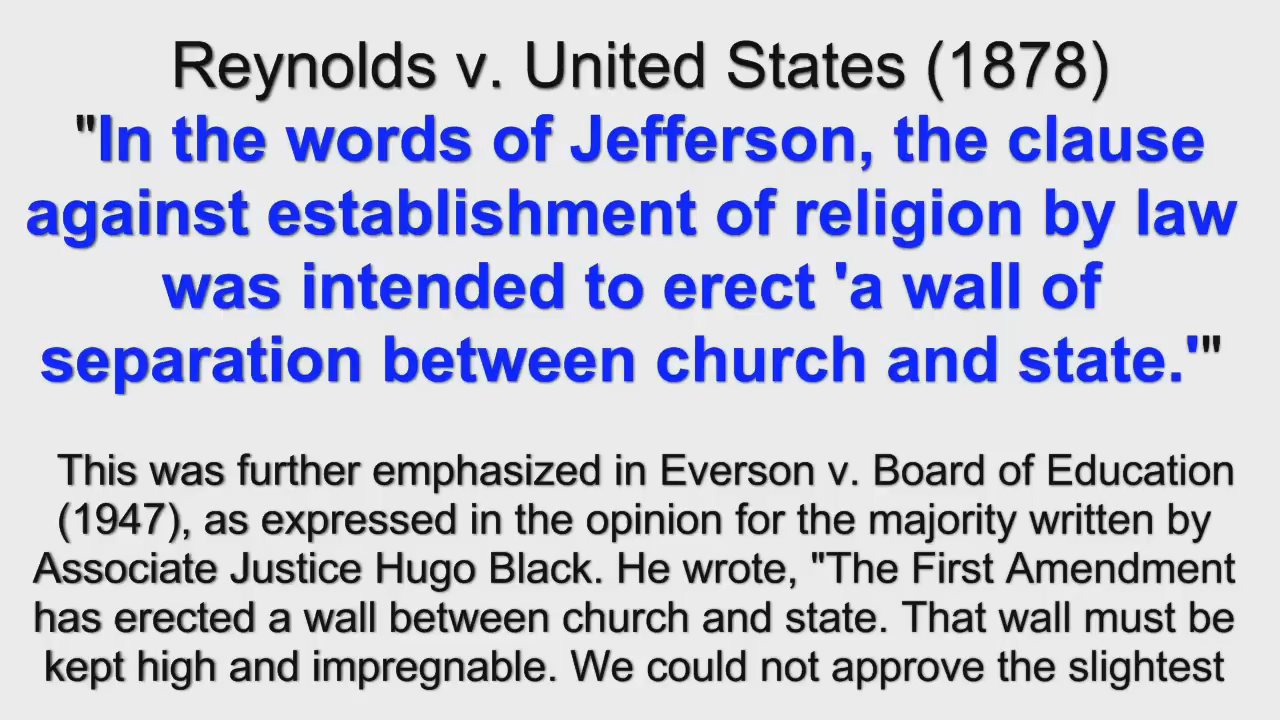 Reynolds v. United States (1878)
"In the words of Jefferson, the clause
against establishment of religion by law
was intended to erect 'a wall of
separation between church and state.'"
This was further emphasized in Everson v. Board of Education
(1947), as expressed in the opinion for the majority written by
Associate Justice Hugo Black. He wrote, "The First Amendment
has erected a wall between church and state. That wall must be
kept high and impregnable. We could not approve the slightest